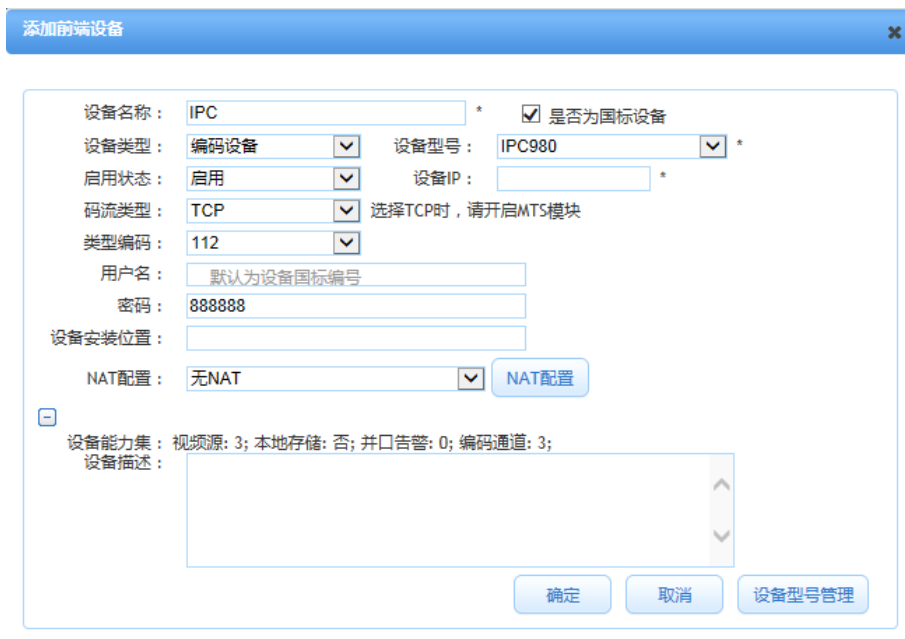 添加前端设备
设备名称： IPC * 是否为国标设备
设备类型： 编码设备 设备型号： IPC980 *
启用状态： 启用 设备IP： *
码流类型： TCP 选择TCP时，请开启MTS模块
类型编码： 112
用户名： 默认为设备国标编号
密码： 888888
设备安装位置：
NAT配置： 无NAT NAT配置
设备能力集： 视频源: 3; 本地存储: 否; 并口告警: 0; 编码通道: 3;
设备描述：
确定 取消 设备型号管理